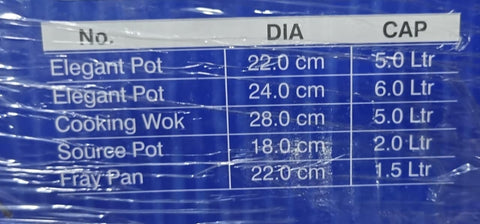 No. DIA CAP
Elegant Pot 22.0 cm 5.0 Ltr
Elegant Pot 24.0 cm 6.0 Ltr
Cooking Wok 28.0 cm 5.0 Ltr
Source Pot 18.0 cm 2.0 Ltr
Fray Pan 22.0 cm 1.5 Ltr